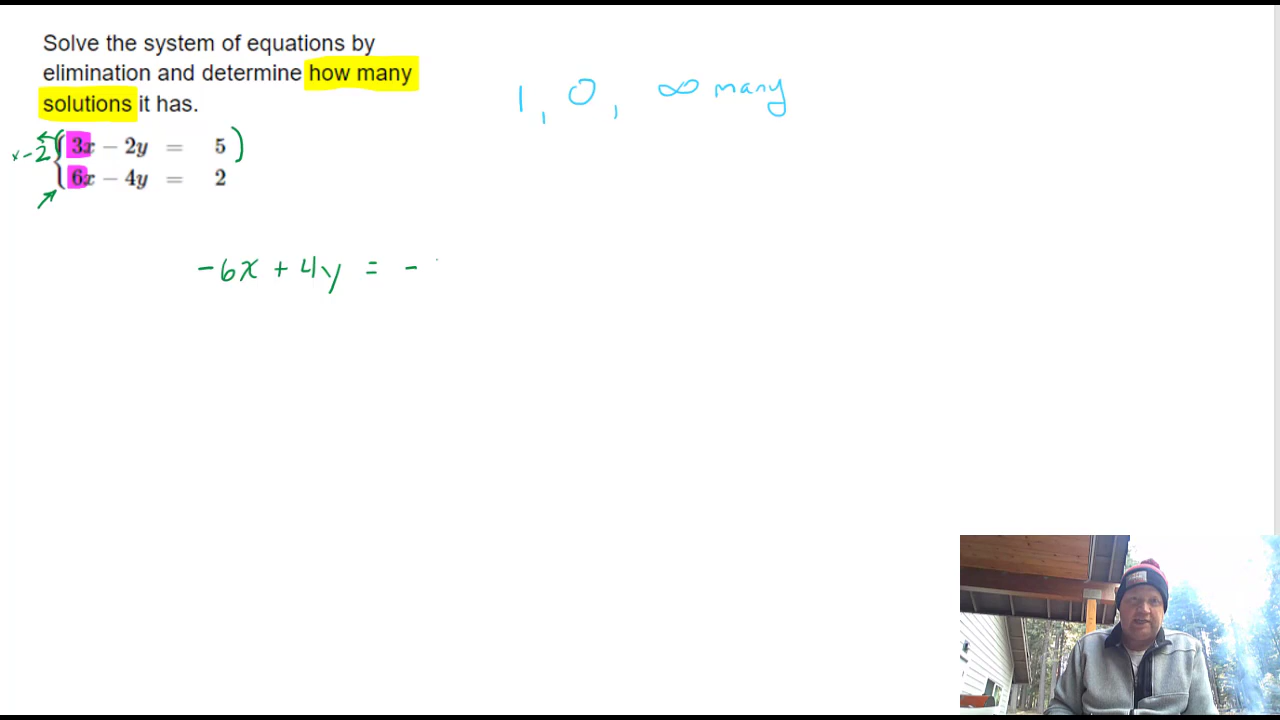 Solve the system of equations by
elimination and determine how many
solutions it has.
1, 0, ∞ many
x -2 ( 3x − 2y = 5 )
6x − 4y = 2
-6x + 4y = -